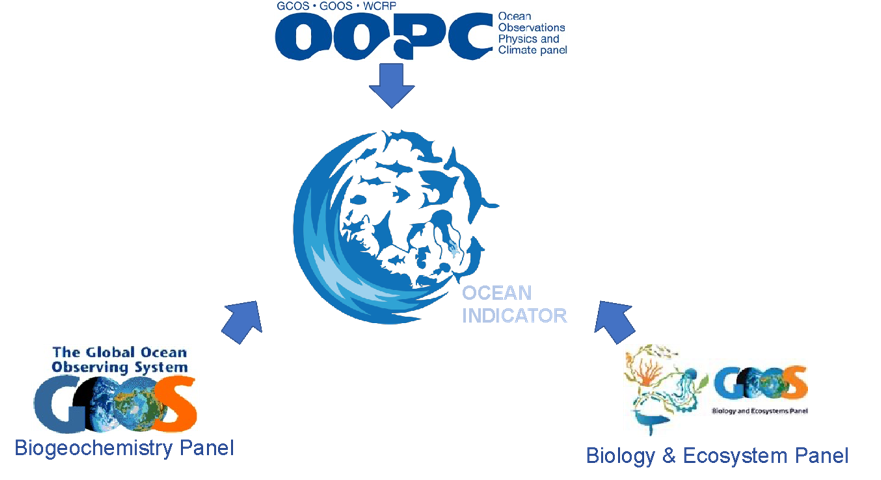 GCOS • GOOS • WCRP
OOPC
Ocean
Observations
Physics and
Climate panel
OCEAN
INDICATOR
The Global Ocean
Observing System
GOOS
Biogeochemistry Panel
GOOS
Biology and Ecosystems Panel
Biology & Ecosystem Panel